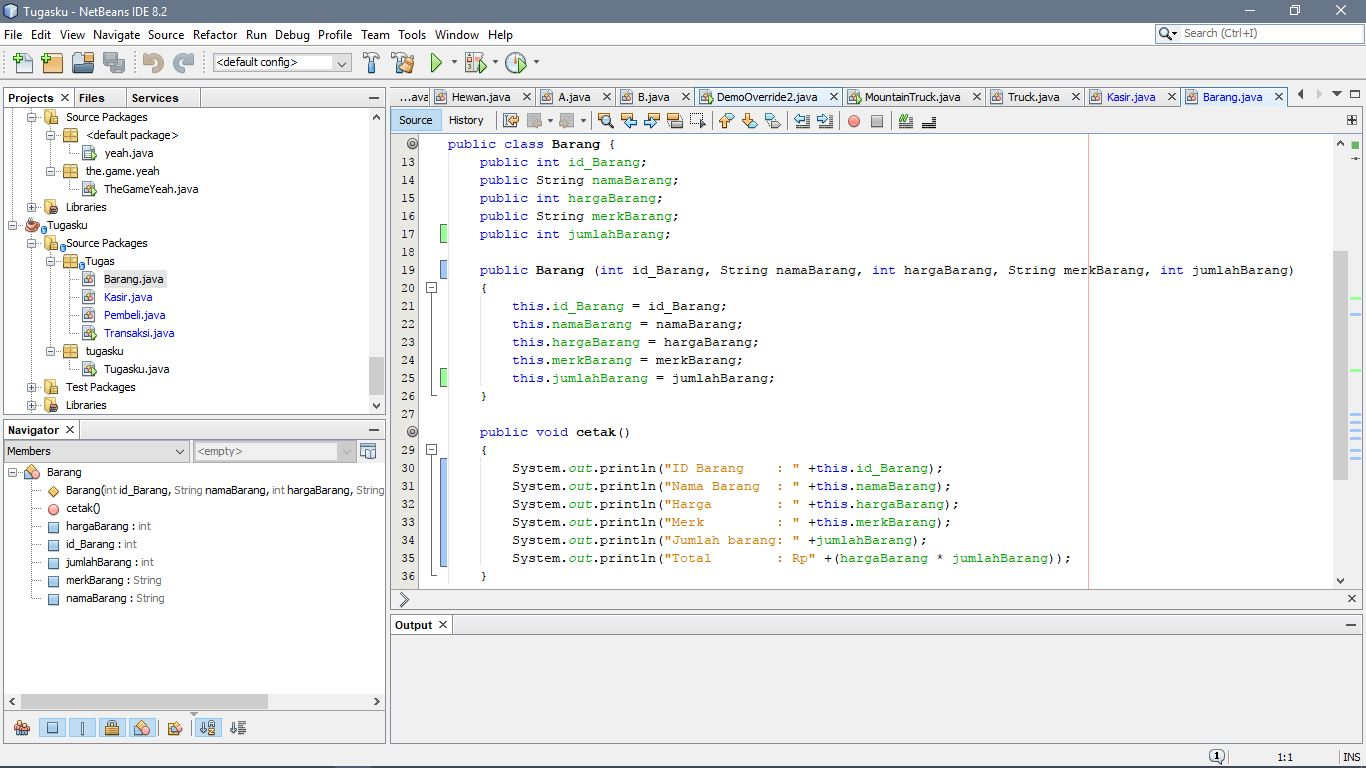 Tugasku - NetBeans IDE 8.2
File Edit View Navigate Source Refactor Run Debug Profile Team Tools Window Help
Search (Ctrl+I)
<default config>
Projects Files Services
Source Packages
<default package>
yeah.java
the.game.yeah
TheGameYeah.java
Libraries
Tugasku
Source Packages
Tugas
Barang.java
Kasir.java
Pembeli.java
Transaksi.java
tugasku
Tugasku.java
Test Packages
Libraries
Navigator
Members
<empty>
Barang
Barang(int id_Barang, String namaBarang, int hargaBarang, String
cetak()
hargaBarang : int
id_Barang : int
jumlahBarang : int
merkBarang : String
namaBarang : String
...ava Hewan.java A.java B.java DemoOverride2.java MountainTruck.java Truck.java Kasir.java Barang.java
Source History
public class Barang {
13 public int id_Barang;
14 public String namaBarang;
15 public int hargaBarang;
16 public String merkBarang;
17 public int jumlahBarang;
18
19 public Barang (int id_Barang, String namaBarang, int hargaBarang, String merkBarang, int jumlahBarang)
20 {
21 this.id_Barang = id_Barang;
22 this.namaBarang = namaBarang;
23 this.hargaBarang = hargaBarang;
24 this.merkBarang = merkBarang;
25 this.jumlahBarang = jumlahBarang;
26 }
27
public void cetak()
29 {
30 System.out.println("ID Barang    : " +this.id_Barang);
31 System.out.println("Nama Barang  : " +this.namaBarang);
32 System.out.println("Harga        : " +this.hargaBarang);
33 System.out.println("Merk         : " +this.merkBarang);
34 System.out.println("Jumlah barang: " +jumlahBarang);
35 System.out.println("Total        : Rp" +(hargaBarang * jumlahBarang));
36 }
Output
1
1:1
INS